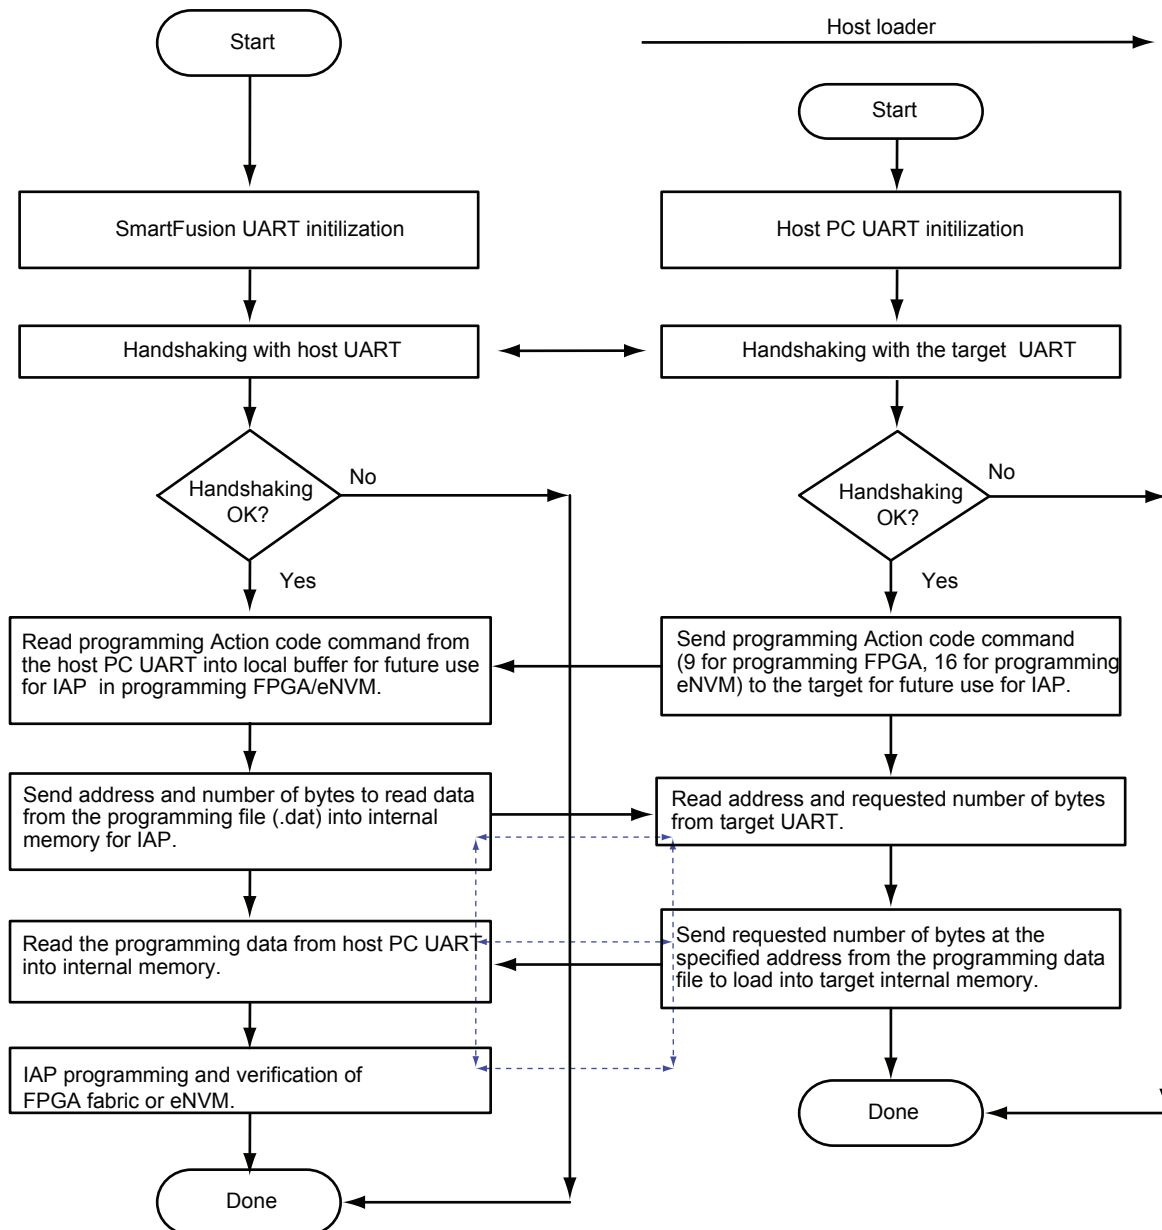 Start
SmartFusion UART initilization
Handshaking with host UART
Handshaking
OK?
No
Yes
Read programming Action code command from
the host PC UART into local buffer for future use
for IAP in programming FPGA/eNVM.
Send address and number of bytes to read data
from the programming file (.dat) into internal
memory for IAP.
Read the programming data from host PC UART
into internal memory.
IAP programming and verification of
FPGA fabric or eNVM.
Done
Host loader
Start
Host PC UART initilization
Handshaking with the target UART
Handshaking
OK?
No
Yes
Send programming Action code command
(9 for programming FPGA, 16 for programming
eNVM) to the target for future use for IAP.
Read address and requested number of bytes
from target UART.
Send requested number of bytes at the
specified address from the programming data
file to load into target internal memory.
Done